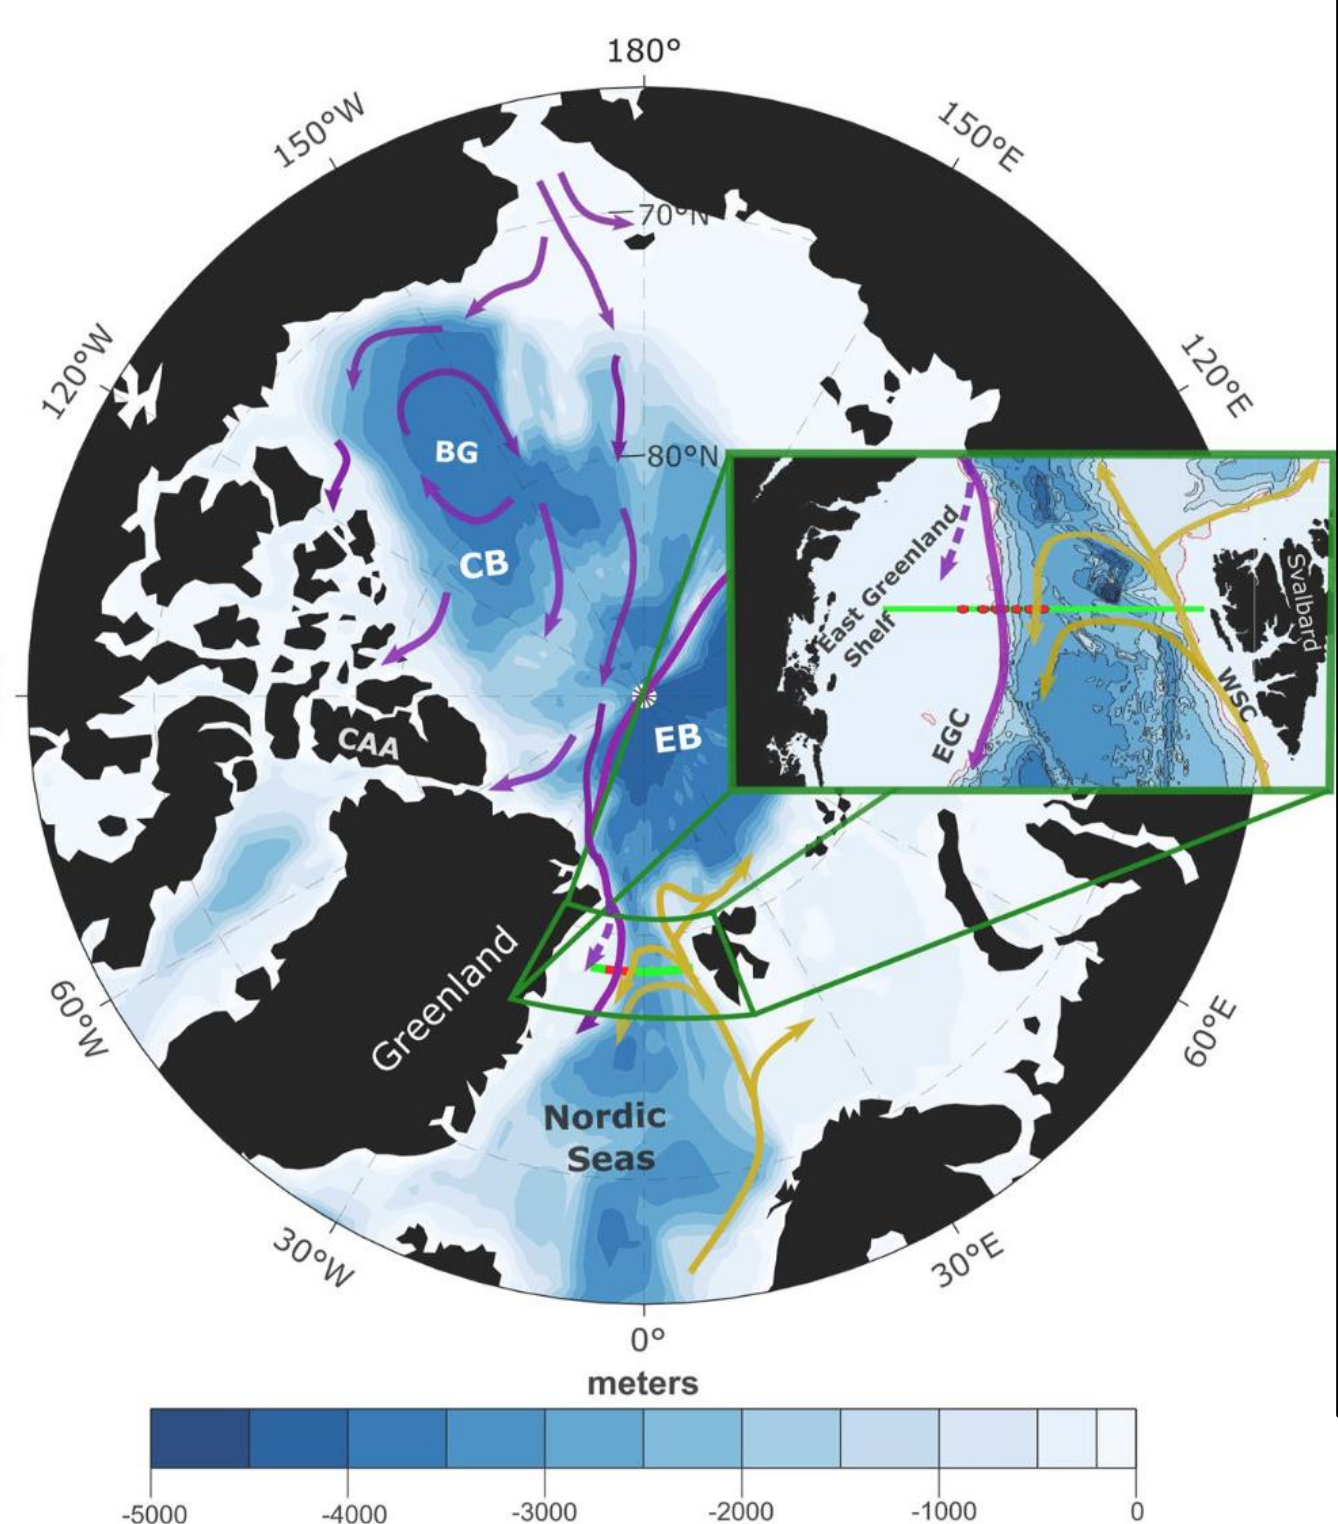 180°
150°W
150°E
70°N
120°W
120°E
80°N
BG
CB
East Greenland
Shelf
Svalbard
WSC
EGC
CAA
EB
Greenland
60°W
60°E
Nordic
Seas
30°W
30°E
0°
meters
-5000
-4000
-3000
-2000
-1000
0